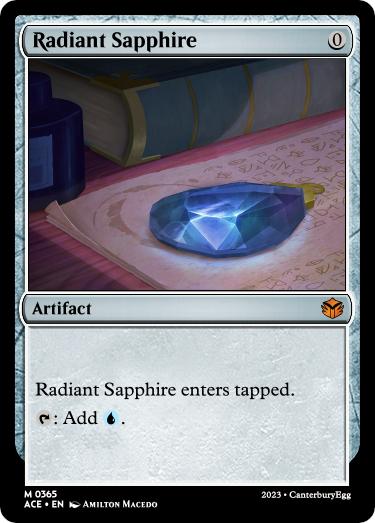 Radiant Sapphire 0
Artifact
Radiant Sapphire enters tapped.
: Add .
M 0365
ACE • EN Amilton Macedo
2023 • CanterburyEgg